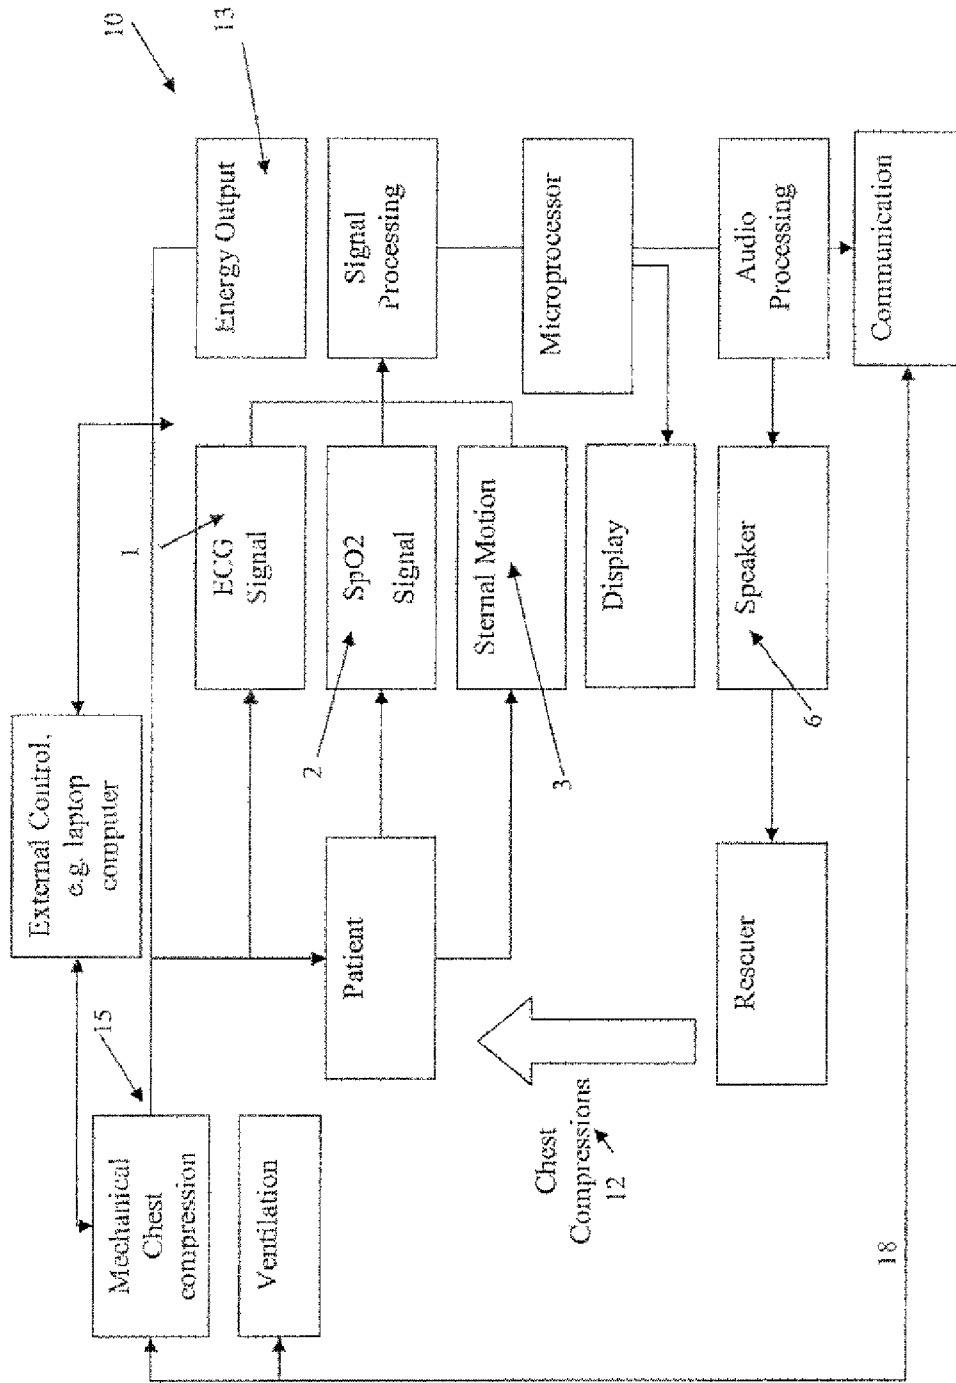 10
13
Energy Output
Signal
Processing
Microprocessor
Audio
Processing
Communication
1
ECG
Signal
SpO2
Signal
Sternal Motion
Display
Speaker
2
3
6
External Control,
e.g. laptop
computer
Patient
Rescuer
15
Mechanical
Chest
compression
Ventilation
Chest
Compressions
12
18